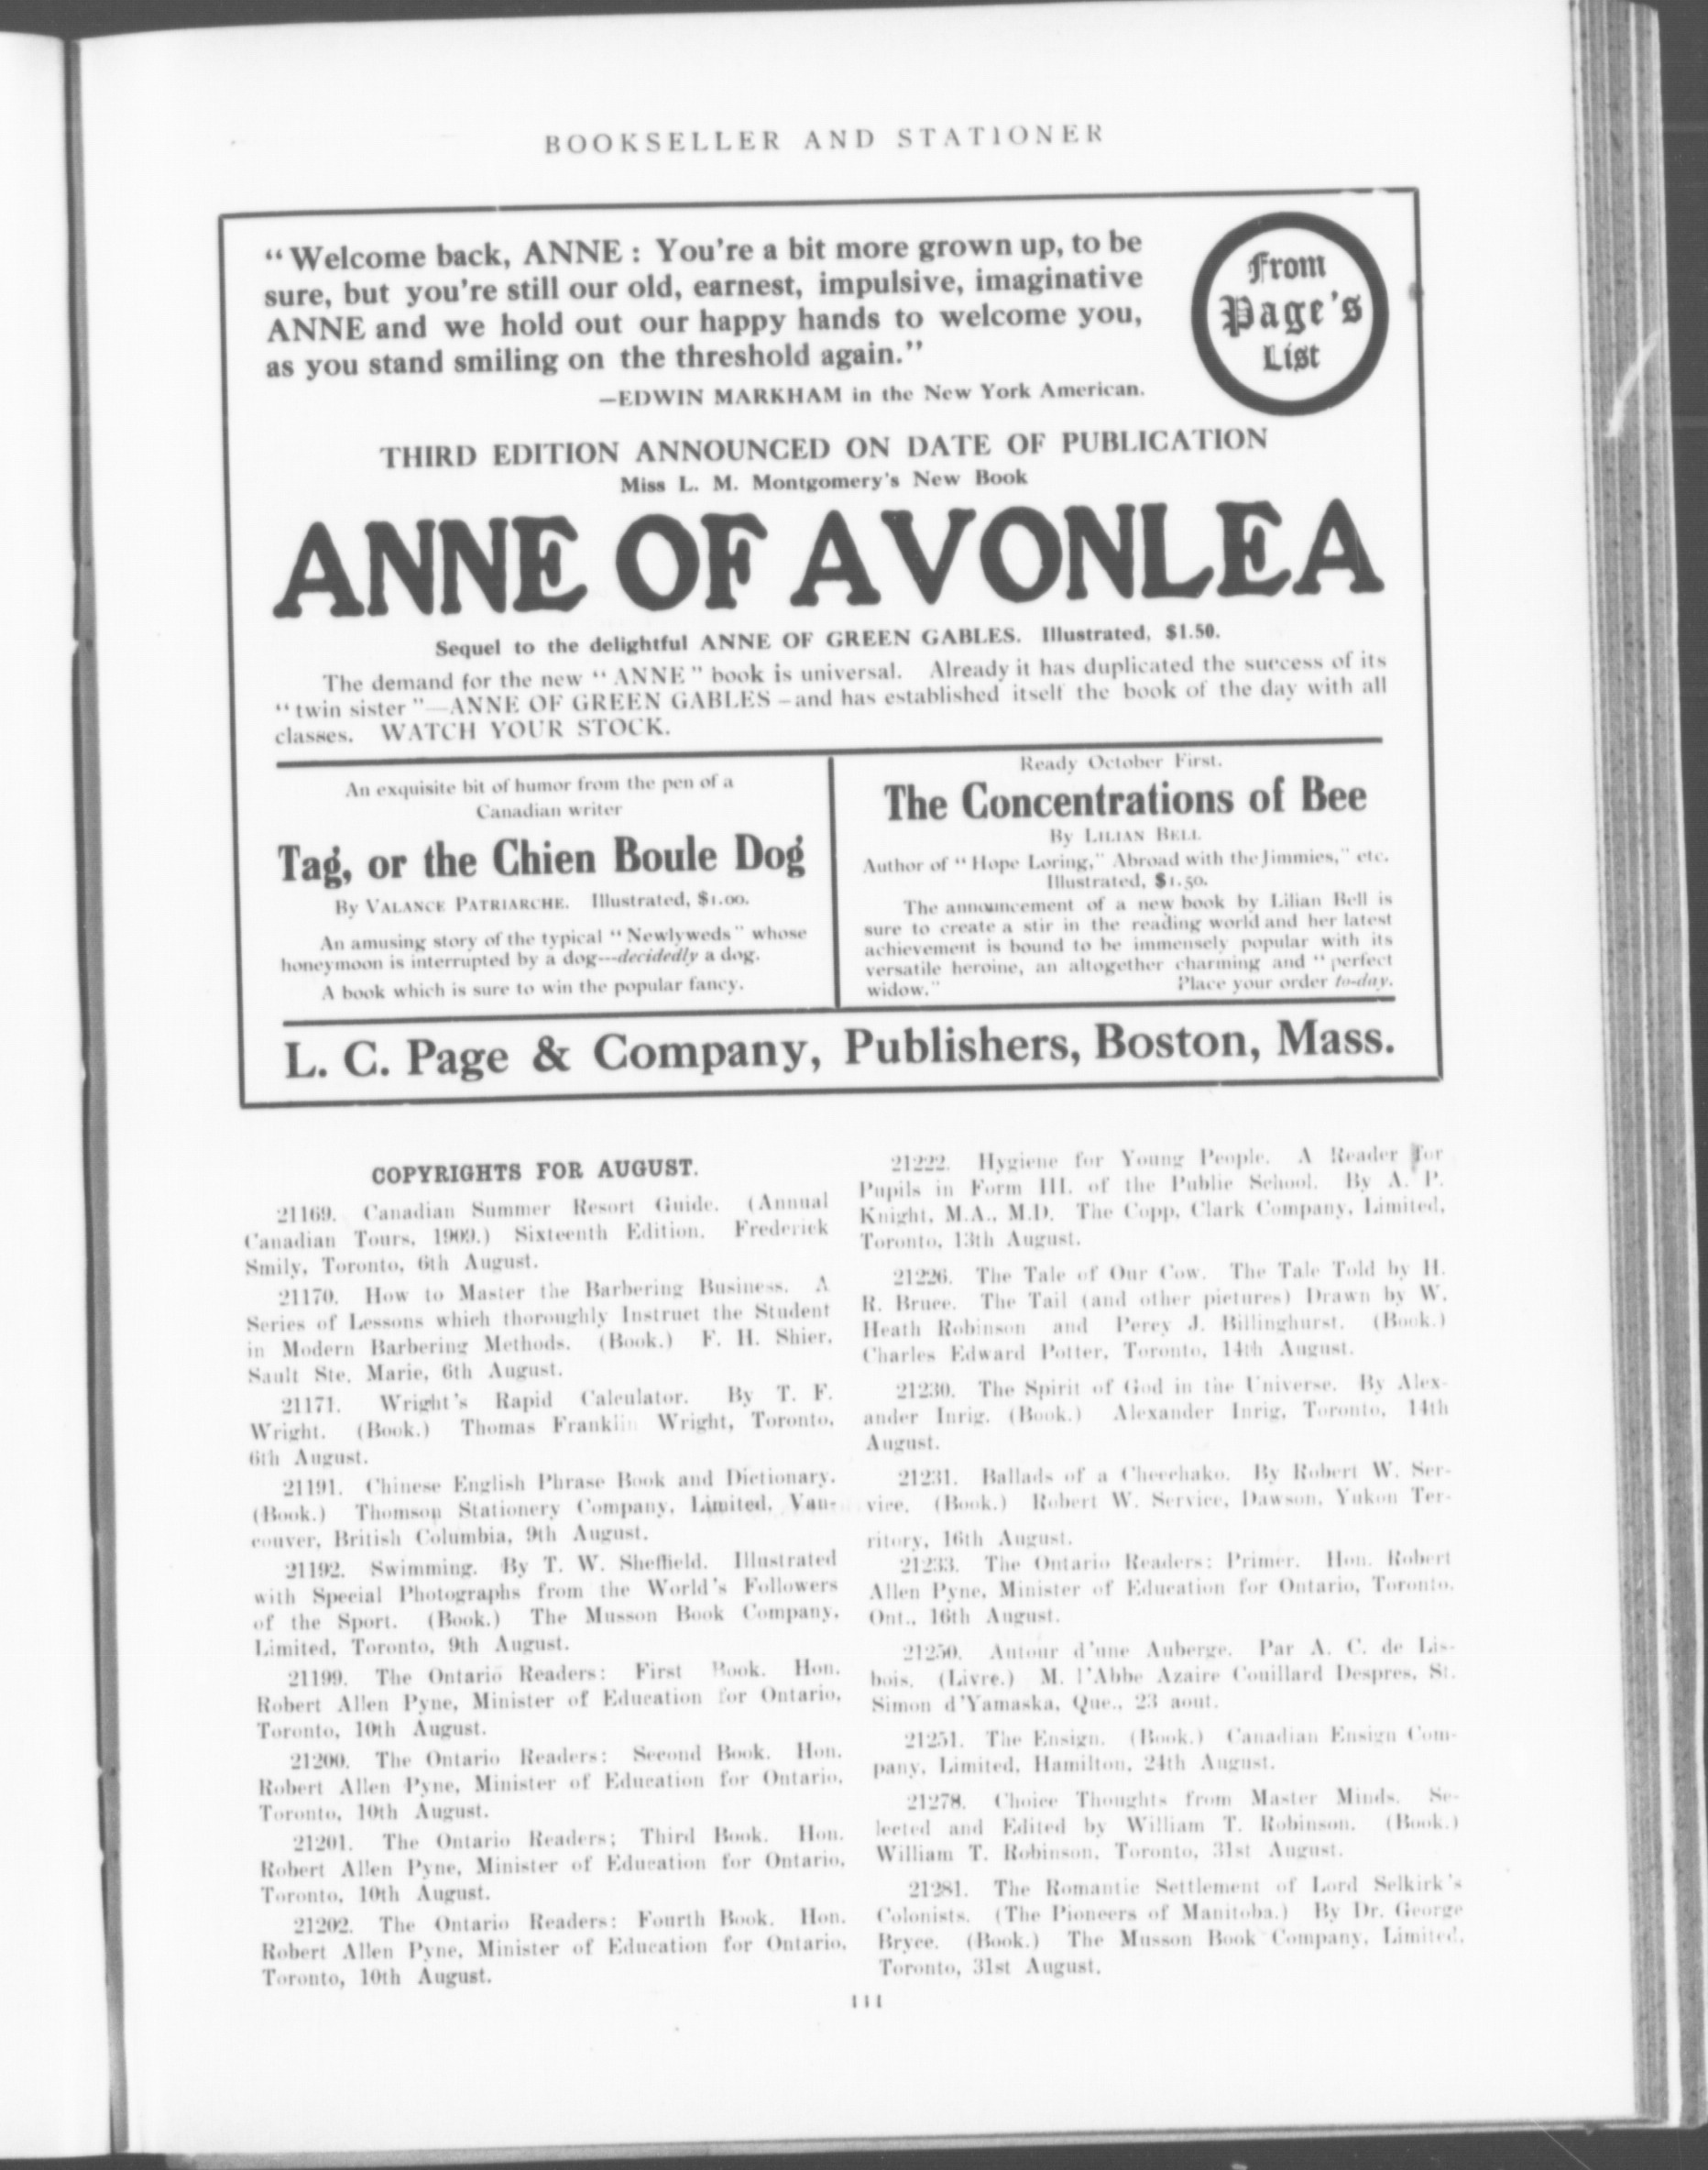 BOOKSELLER AND STATIONER
"Welcome back, ANNE: You're a bit more grown up, to be
sure, but you're still our old, earnest, impulsive, imaginative
ANNE and we hold out our happy hands to welcome you,
as you stand smiling on the threshold again."
—EDWIN MARKHAM in the New York American.
From
Page's
List
THIRD EDITION ANNOUNCED ON DATE OF PUBLICATION
Miss L. M. Montgomery's New Book
ANNE OF AVONLEA
Sequel to the delightful ANNE OF GREEN GABLES. Illustrated, $1.50.
The demand for the new "ANNE" book is universal. Already it has duplicated the success of its
"twin sister"—ANNE OF GREEN GABLES—and has established itself the book of the day with all
classes. WATCH YOUR STOCK.
An exquisite bit of humor from the pen of a
Canadian writer
Tag, or the Chien Boule Dog
By VALANCE PATRIARCHE. Illustrated, $1.00.
An amusing story of the typical "Newlyweds" whose
honeymoon is interrupted by a dog---decidedly a dog.
A book which is sure to win the popular fancy.
Ready October First.
The Concentrations of Bee
By LILIAN BELL
Author of "Hope Loring," Abroad with the Jimmies," etc.
Illustrated, $1.50.
The announcement of a new book by Lilian Bell is
sure to create a stir in the reading world and her latest
achievement is bound to be immensely popular with its
versatile heroine, an altogether charming and "perfect
widow." Place your order to-day.
L. C. Page & Company, Publishers, Boston, Mass.
COPYRIGHTS FOR AUGUST.
21169. Canadian Summer Resort Guide. (Annual
Canadian Tours, 1909.) Sixteenth Edition. Frederick
Smily, Toronto, 6th August.
21170. How to Master the Barbering Business. A
Series of Lessons which thoroughly Instruct the Student
in Modern Barbering Methods. (Book.) F. H. Shier,
Sault Ste. Marie, 6th August.
21171. Wright's Rapid Calculator. By T. F.
Wright. (Book.) Thomas Franklin Wright, Toronto,
6th August.
21191. Chinese English Phrase Book and Dictionary.
(Book.) Thomson Stationery Company, Limited, Van-
couver, British Columbia, 9th August.
21192. Swimming. By T. W. Sheffield. Illustrated
with Special Photographs from the World's Followers
of the Sport. (Book.) The Musson Book Company,
Limited, Toronto, 9th August.
21199. The Ontario Readers: First Book. Hon.
Robert Allen Pyne, Minister of Education for Ontario,
Toronto, 10th August.
21200. The Ontario Readers: Second Book. Hon.
Robert Allen Pyne, Minister of Education for Ontario,
Toronto, 10th August.
21201. The Ontario Readers; Third Book. Hon.
Robert Allen Pyne, Minister of Education for Ontario,
Toronto, 10th August.
21202. The Ontario Readers: Fourth Book. Hon.
Robert Allen Pyne, Minister of Education for Ontario,
Toronto, 10th August.
21222. Hygiene for Young People. A Reader for
Pupils in Form III. of the Public School. By A. P.
Knight, M.A., M.D. The Copp, Clark Company, Limited,
Toronto, 13th August.
21226. The Tale of Our Cow. The Tale Told by H.
R. Bruce. The Tail (and other pictures) Drawn by W.
Heath Robinson and Percy J. Billinghurst. (Book.)
Charles Edward Potter, Toronto, 14th August.
21230. The Spirit of God in the Universe. By Alex-
ander Inrig. (Book.) Alexander Inrig, Toronto, 14th
August.
21231. Ballads of a Cheechako. By Robert W. Ser-
vice. (Book.) Robert W. Service, Dawson, Yukon Ter-
ritory, 16th August.
21233. The Ontario Readers: Primer. Hon. Robert
Allen Pyne, Minister of Education for Ontario, Toronto,
Ont., 16th August.
21250. Autour d'une Auberge. Par A. C. de Lis-
bois. (Livre.) M. l'Abbe Azaire Couillard Despres, St.
Simon d'Yamaska, Que., 23 aout.
21251. The Ensign. (Book.) Canadian Ensign Com-
pany, Limited, Hamilton, 24th August.
21278. Choice Thoughts from Master Minds. Se-
lected and Edited by William T. Robinson. (Book.)
William T. Robinson, Toronto, 31st August.
21281. The Romantic Settlement of Lord Selkirk's
Colonists. (The Pioneers of Manitoba.) By Dr. George
Bryce. (Book.) The Musson Book Company, Limited,
Toronto, 31st August.
111